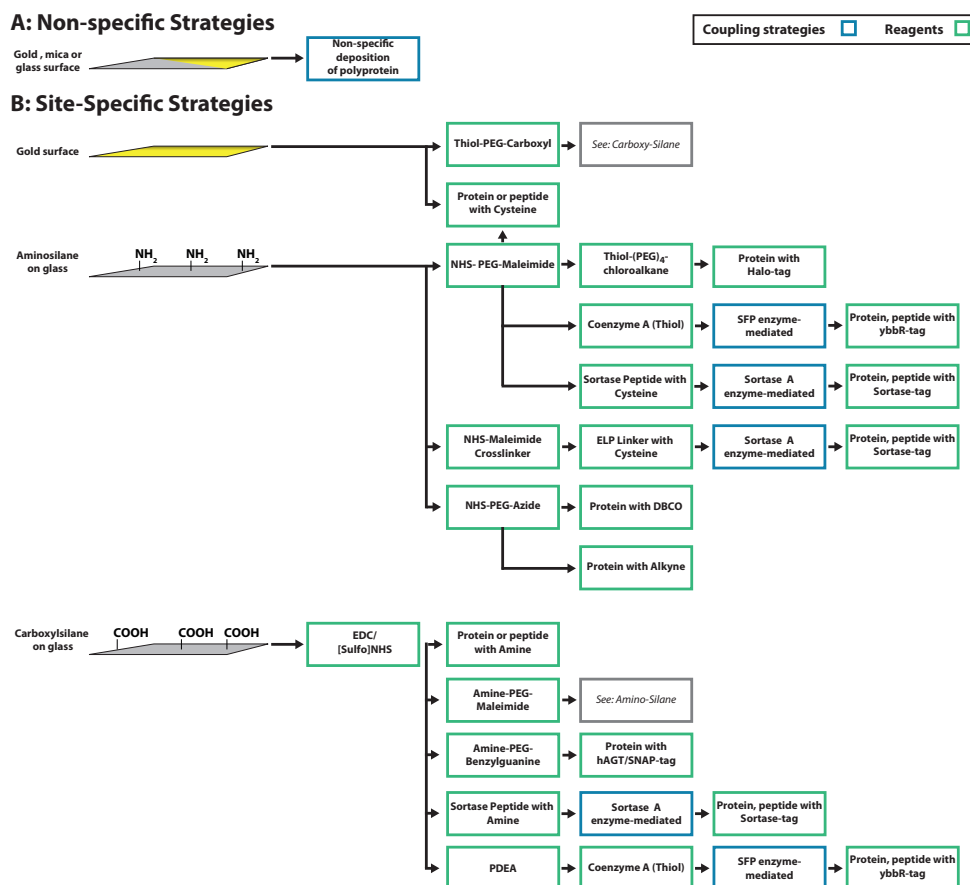 A: Non-specific Strategies
Coupling strategies
Reagents
Gold , mica or
glass surface
Non-specific
deposition
of polyprotein
B: Site-Specific Strategies
Gold surface
Thiol-PEG-Carboxyl
See: Carboxy-Silane
Protein or peptide
with Cysteine
Aminosilane
on glass
NH2
NH2
NH2
NHS- PEG-Maleimide
Thiol-(PEG)4-
chloroalkane
Protein with
Halo-tag
Coenzyme A (Thiol)
SFP enzyme-
mediated
Protein, peptide with
ybbR-tag
Sortase Peptide with
Cysteine
Sortase A
enzyme-mediated
Protein, peptide with
Sortase-tag
NHS-Maleimide
Crosslinker
ELP Linker with
Cysteine
Sortase A
enzyme-mediated
Protein, peptide with
Sortase-tag
NHS-PEG-Azide
Protein with DBCO
Protein with Alkyne
Carboxylsilane
on glass
COOH
COOH
COOH
EDC/
[Sulfo]NHS
Protein or peptide
with Amine
Amine-PEG-
Maleimide
See: Amino-Silane
Amine-PEG-
Benzylguanine
Protein with
hAGT/SNAP-tag
Sortase Peptide with
Amine
Sortase A
enzyme-mediated
Protein, peptide with
Sortase-tag
PDEA
Coenzyme A (Thiol)
SFP enzyme-
mediated
Protein, peptide with
ybbR-tag